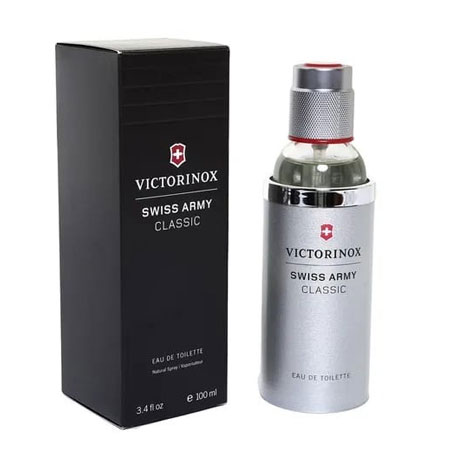 VICTORINOX
SWISS ARMY
CLASSIC
EAU DE TOILETTE
Natural Spray / Vaporisateur
3.4 fl oz e 100 ml
VICTORINOX
SWISS ARMY
CLASSIC
EAU DE TOILETTE